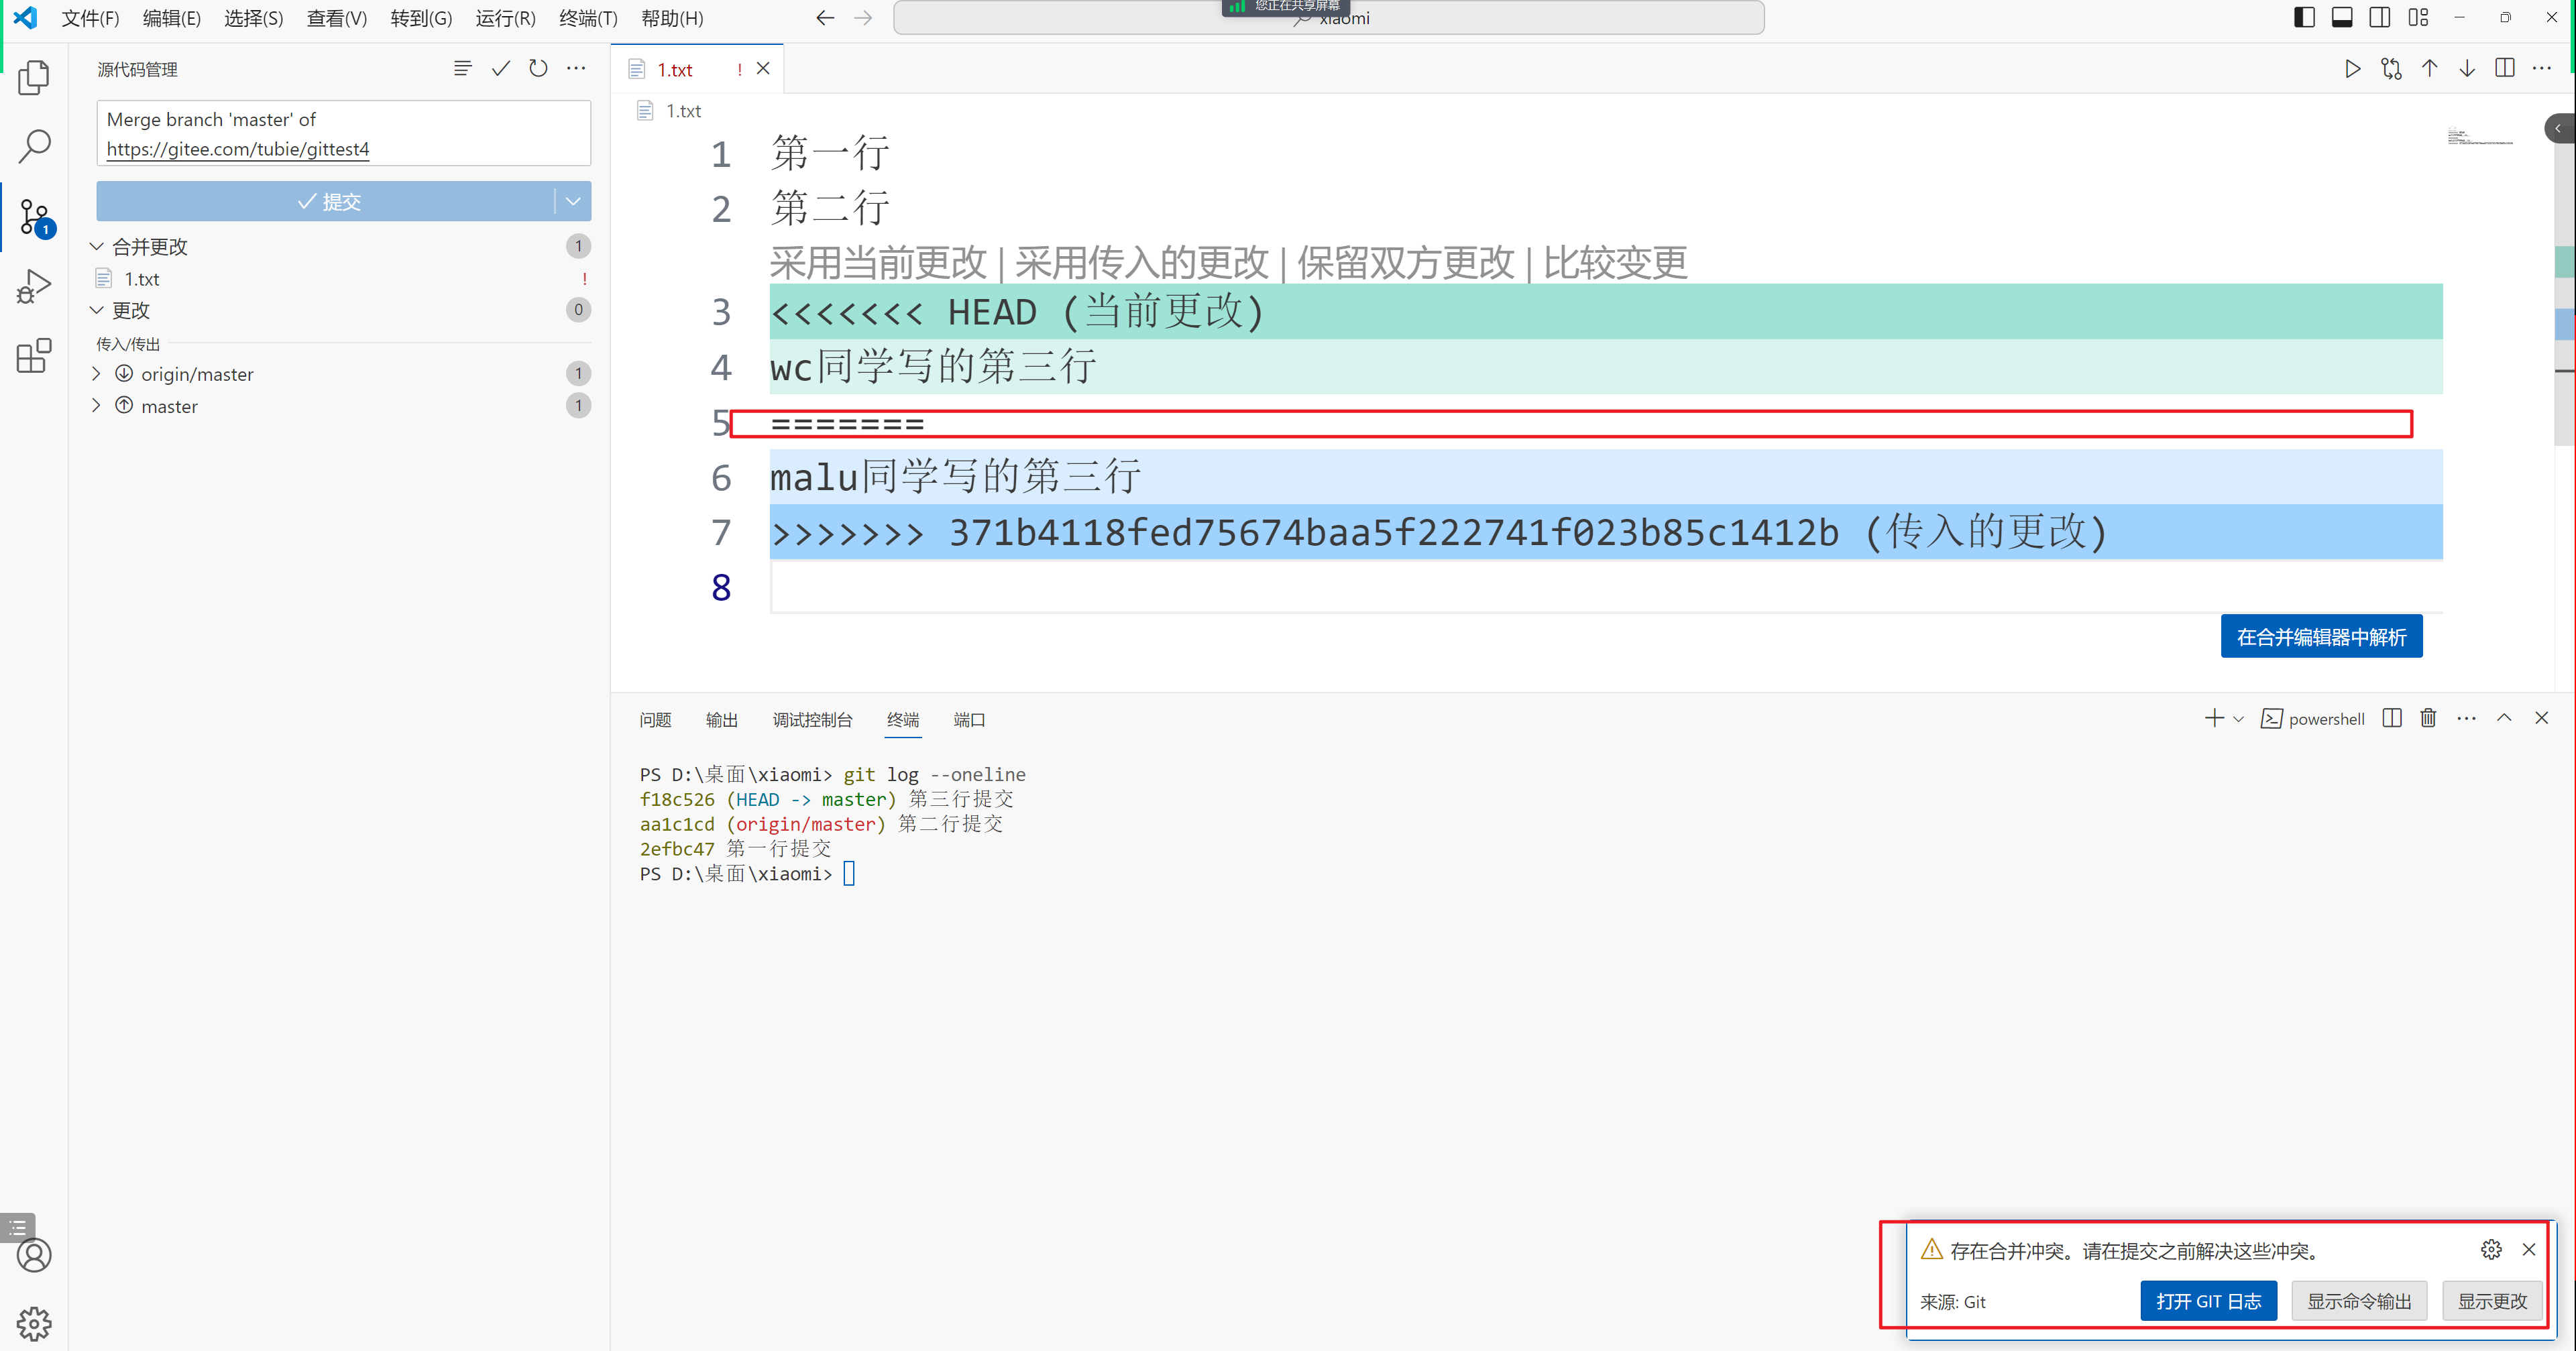 文件(F) 编辑(E) 选择(S) 查看(V) 转到(G) 运行(R) 终端(T) 帮助(H)
您正在共享屏幕
xiaomi
源代码管理
Merge branch 'master' of
https://gitee.com/tubie/gittest4
提交
合并更改 1
1.txt !
更改 0
传入/传出
origin/master 1
master 1
1
1.txt !
1.txt
1 第一行
2 第二行
采用当前更改 | 采用传入的更改 | 保留双方更改 | 比较变更
3 <<<<<<< HEAD (当前更改)
4 wc同学写的第三行
5 =======
6 malu同学写的第三行
7 >>>>>>> 371b4118fed75674baa5f222741f023b85c1412b (传入的更改)
8
在合并编辑器中解析
问题 输出 调试控制台 终端 端口
powershell
PS D:\桌面\xiaomi> git log --oneline
f18c526 (HEAD -> master) 第三行提交
aa1c1cd (origin/master) 第二行提交
2efbc47 第一行提交
PS D:\桌面\xiaomi>
存在合并冲突。请在提交之前解决这些冲突。
来源: Git
打开 GIT 日志 显示命令输出 显示更改